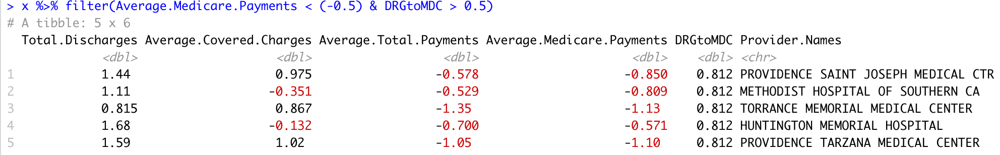 > x %>% filter(Average.Medicare.Payments < (-0.5) & DRGtoMDC > 0.5)
# A tibble: 5 x 6
Total.Discharges Average.Covered.Charges Average.Total.Payments Average.Medicare.Payments DRGtoMDC Provider.Names
<dbl> <dbl> <dbl> <dbl> <dbl> <chr>
1 1.44 0.975 -0.578 -0.850 0.812 PROVIDENCE SAINT JOSEPH MEDICAL CTR
2 1.11 -0.351 -0.529 -0.809 0.812 METHODIST HOSPITAL OF SOUTHERN CA
3 0.815 0.867 -1.35 -1.13 0.812 TORRANCE MEMORIAL MEDICAL CENTER
4 1.68 -0.132 -0.700 -0.571 0.812 HUNTINGTON MEMORIAL HOSPITAL
5 1.59 1.02 -1.05 -1.10 0.812 PROVIDENCE TARZANA MEDICAL CENTER